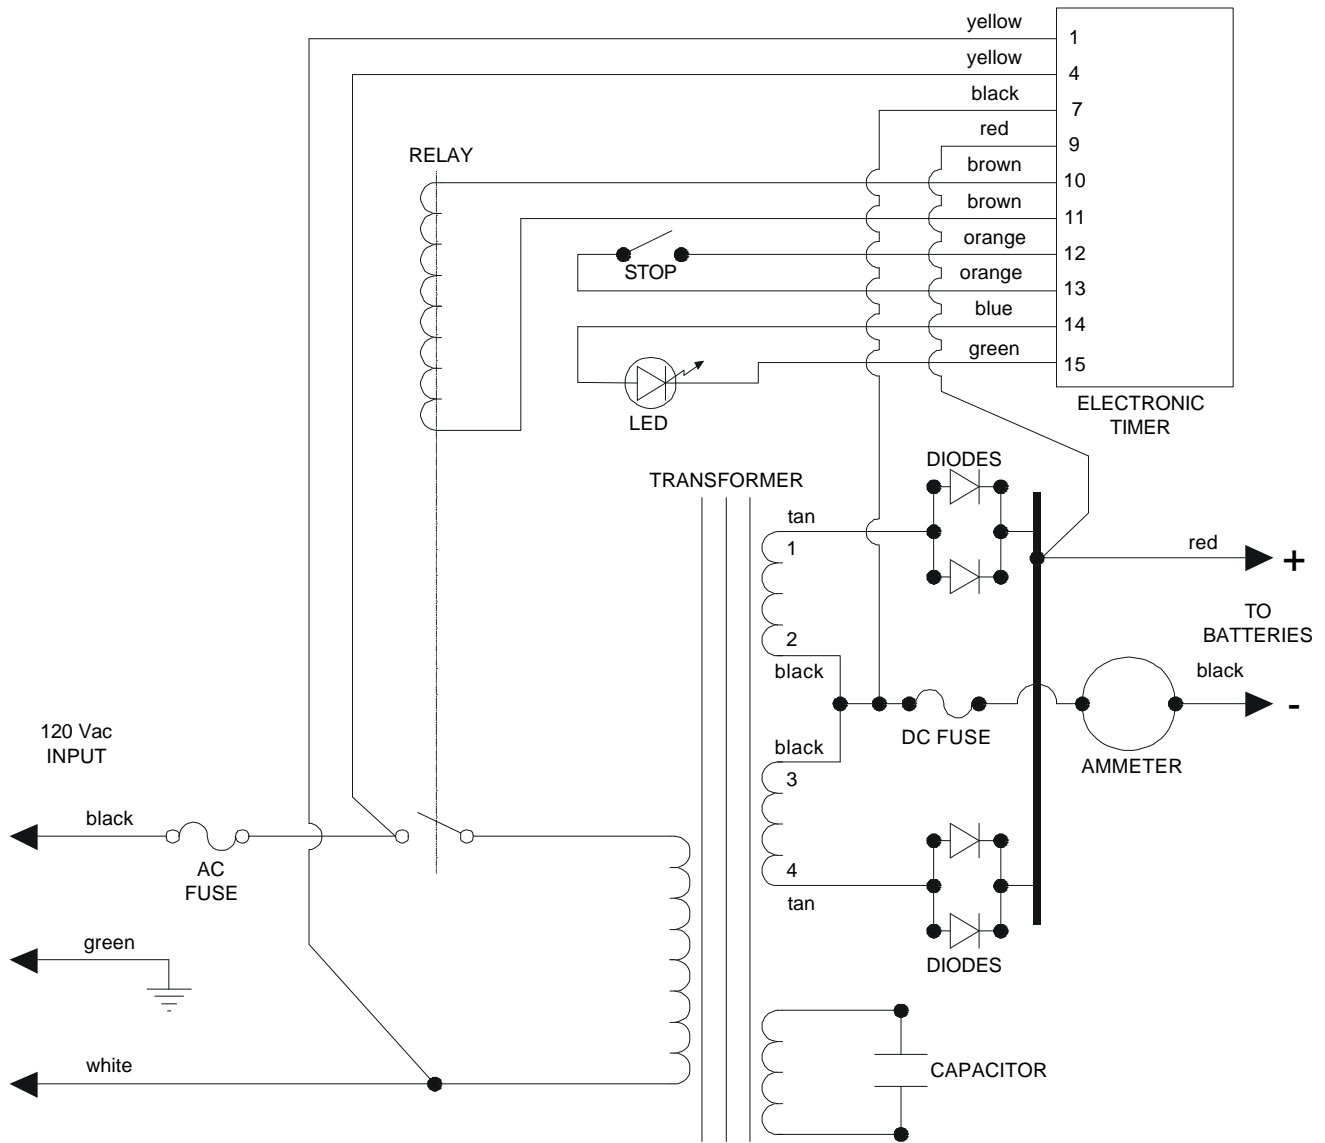 yellow
1
yellow
4
black
7
red
9
RELAY
brown
10
brown
11
orange
12
STOP
orange
13
blue
14
green
15
LED
ELECTRONIC
TIMER
DIODES
TRANSFORMER
tan
1
red
+
TO
BATTERIES
2
black
black
-
DC FUSE
120 Vac
INPUT
black
3
AMMETER
black
AC
FUSE
4
tan
green
DIODES
white
CAPACITOR